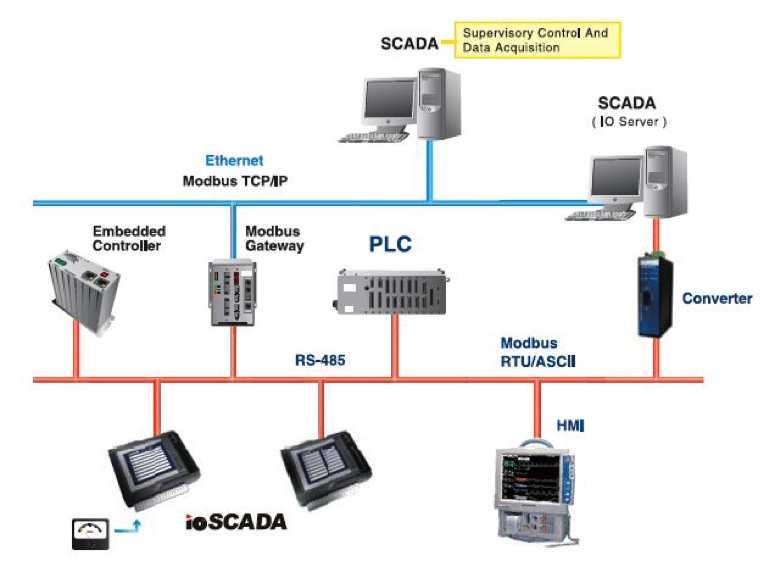 SCADA
Supervisory Control And
Data Acquisition
SCADA
( IO Server )
Ethernet
Modbus TCP/IP
Embedded
Controller
Modbus
Gateway
PLC
Converter
RS-485
Modbus
RTU/ASCII
HMI
ioSCADA